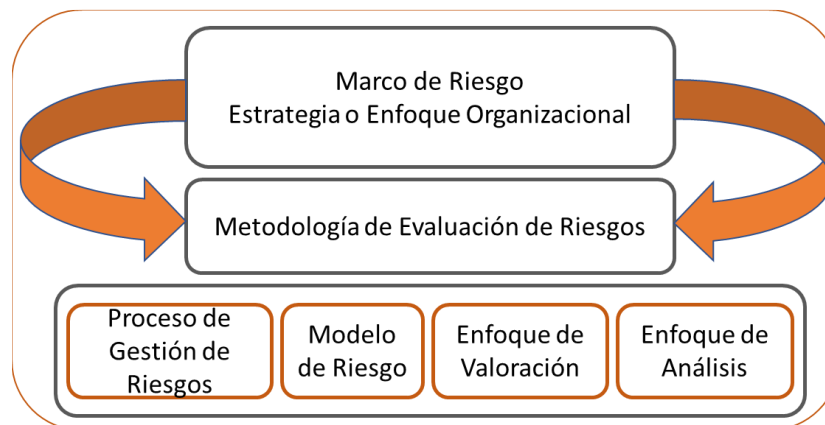 Marco de Riesgo
Estrategia o Enfoque Organizacional
Metodología de Evaluación de Riesgos
Proceso de
Gestión de
Riesgos
Modelo
de Riesgo
Enfoque de
Valoración
Enfoque de
Análisis